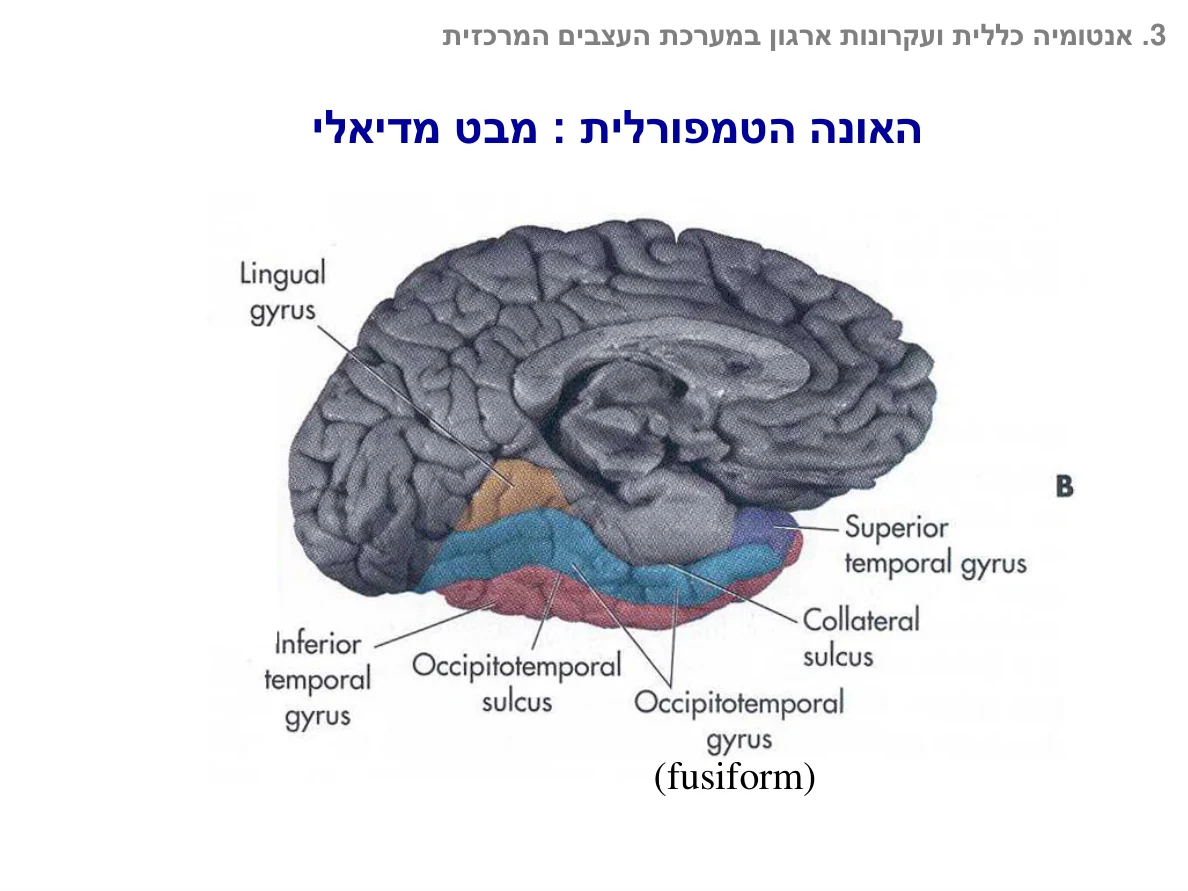 3. אנטומיה כללית ועקרונות ארגון במערכת העצבים המרכזית
האונה הטמפורלית : מבט מדיאלי
Lingual
gyrus
B
Superior
temporal gyrus
Collateral
sulcus
Inferior
temporal
gyrus
Occipitotemporal
sulcus
Occipitotemporal
gyrus
(fusiform)